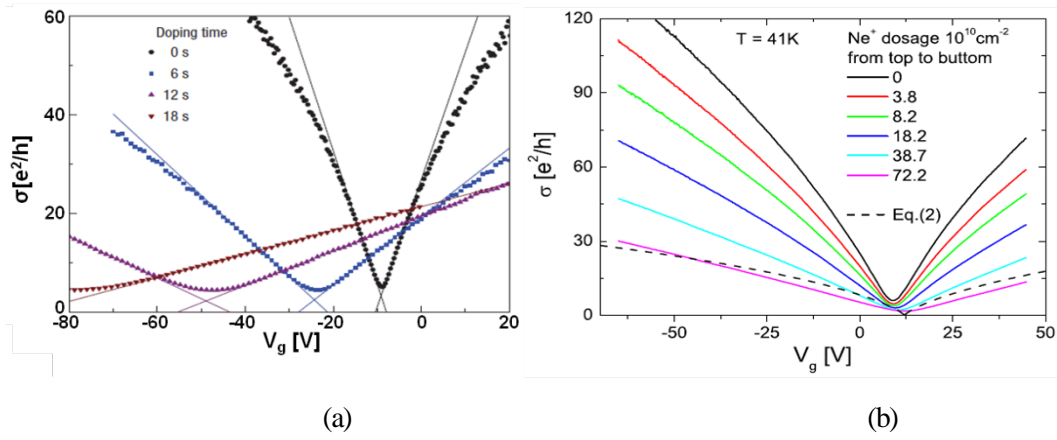 60
40
20
0
σ[e²/h]
Doping time
0 s
6 s
12 s
18 s
-80
-60
-40
-20
0
20
V_g [V]
(a)
120
90
60
30
0
σ [e²/h]
T = 41K
Ne⁺ dosage 10¹⁰cm⁻²
from top to buttom
0
3.8
8.2
18.2
38.7
72.2
Eq.(2)
-50
-25
0
25
50
V_g [V]
(b)